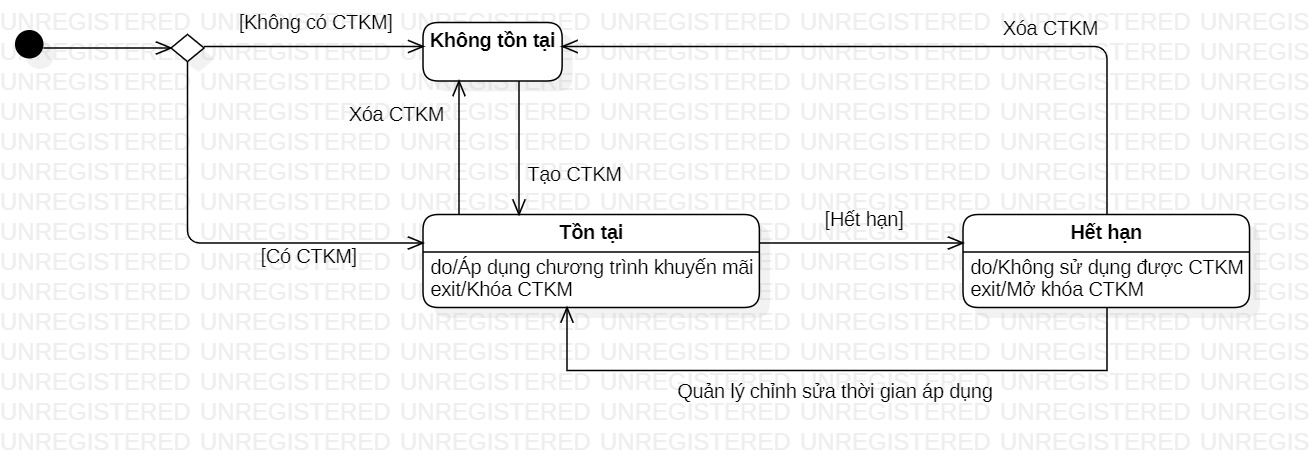 [Không có CTKM]
Không tồn tại
Xóa CTKM
Xóa CTKM
Tạo CTKM
[Có CTKM]
Tồn tại
do/Áp dụng chương trình khuyến mãi
exit/Khóa CTKM
[Hết hạn]
Hết hạn
do/Không sử dụng được CTKM
exit/Mở khóa CTKM
Quản lý chỉnh sửa thời gian áp dụng
UNREGISTERED UNREGISTERED UNREGISTERED UNREGISTERED UNREGISTERED UNREGISTERED UNREGIS